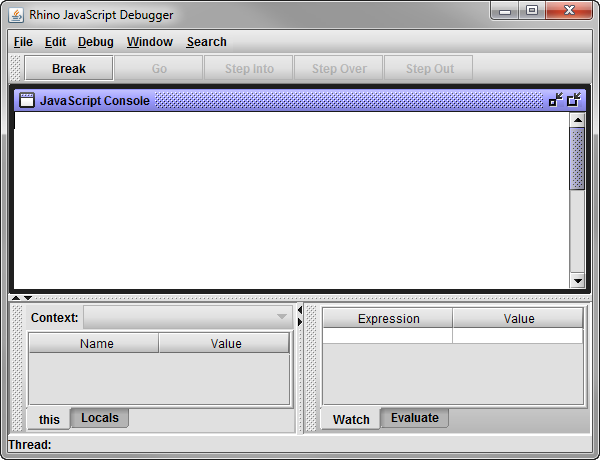 Rhino JavaScript Debugger
File Edit Debug Window Search
Break Go Step Into Step Over Step Out
JavaScript Console
Context:
Name Value
this Locals
Expression Value
Watch Evaluate
Thread: